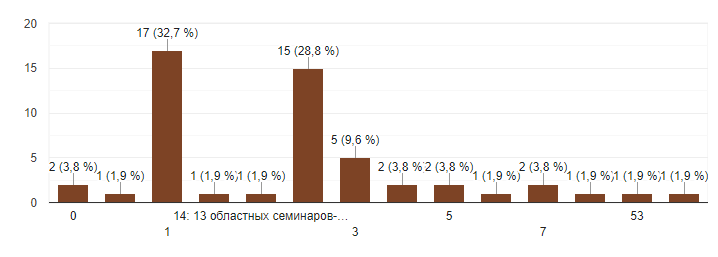 20
17 (32,7 %)
15 (28,8 %)
15
10
5 (9,6 %)
5
2 (3,8 %)
1 (1,9 %)
1 (1,9 %)
1 (1,9 %)
2 (3,8 %)
2 (3,8 %)
1 (1,9 %)
2 (3,8 %)
1 (1,9 %)
1 (1,9 %)
1 (1,9 %)
0
0
14: 13 областных семинаров-…
5
53
1
3
7